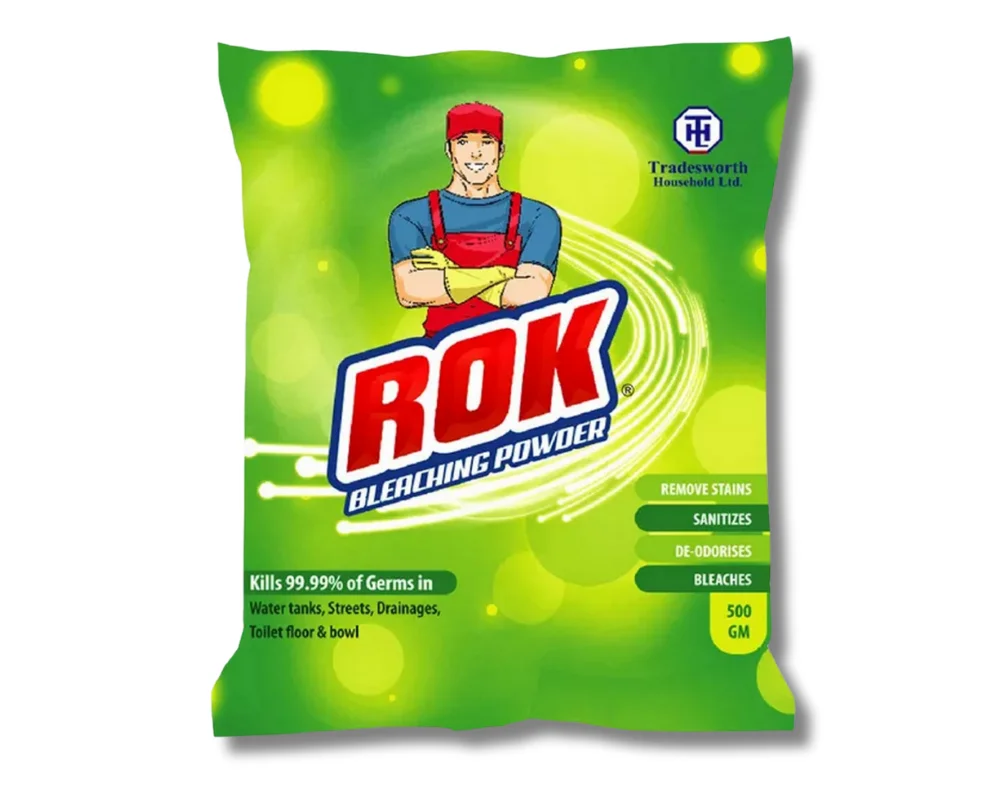 THL
Tradesworth
Household Ltd.
ROK
®
BLEACHING POWDER
REMOVE STAINS
SANITIZES
DE-ODORISES
BLEACHES
500
GM
Kills 99.99% of Germs in
Water tanks, Streets, Drainages,
Toilet floor & bowl